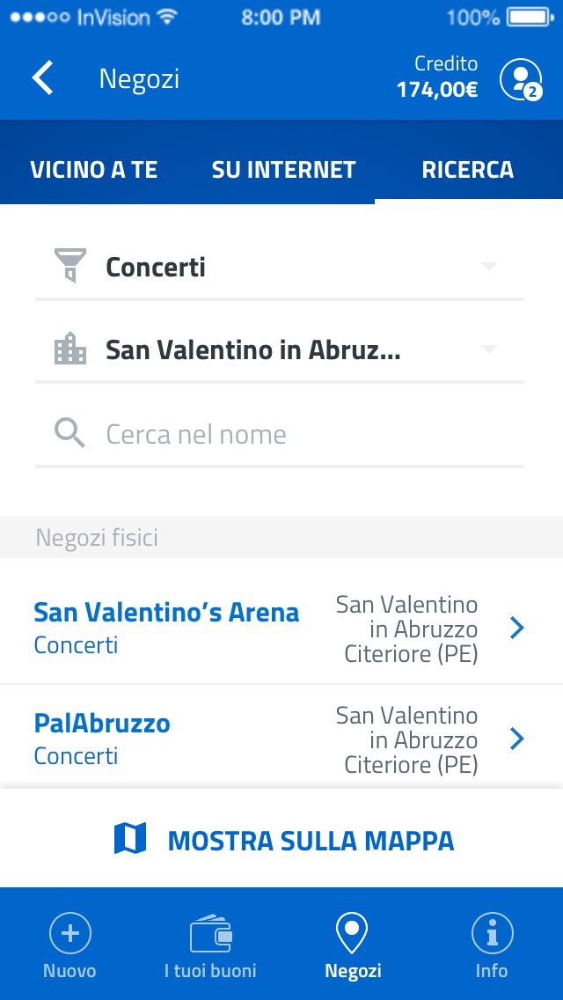 InVision 8:00 PM 100%
Negozi
Credito
174,00€
2
VICINO A TE SU INTERNET RICERCA
Concerti
San Valentino in Abruz...
Cerca nel nome
Negozi fisici
San Valentino’s Arena
Concerti
San Valentino
in Abruzzo
Citeriore (PE)
PalAbruzzo
Concerti
San Valentino
in Abruzzo
Citeriore (PE)
MOSTRA SULLA MAPPA
Nuovo I tuoi buoni Negozi Info